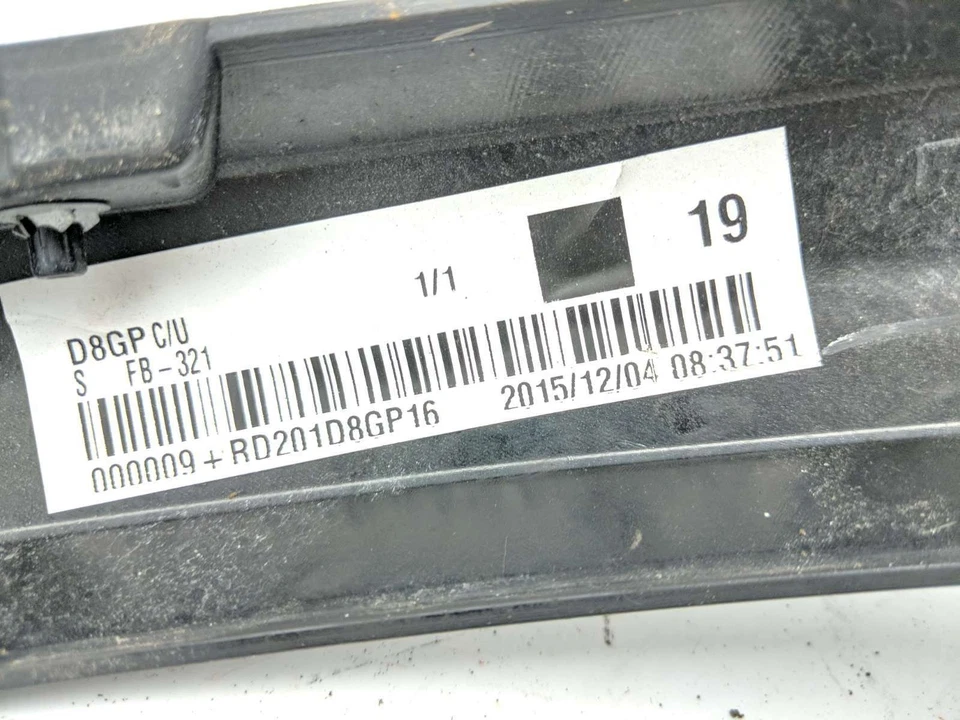 19
1/1
D8GP C/U
S FB-321
000009+RD201D8GP16 2015/12/04 08:37:51